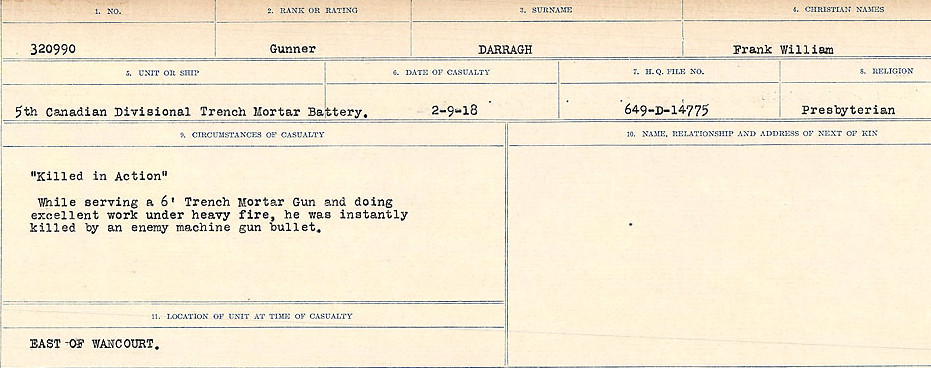 1. NO. 2. RANK OR RATING 3. SURNAME 4. CHRISTIAN NAMES
320990 Gunner DARRAGH Frank William
5. UNIT OR SHIP 6. DATE OF CASUALTY 7. H.Q. FILE NO. 8. RELIGION
5th Canadian Divisional Trench Mortar Battery. 2-9-18 649-D-14775 Presbyterian
9. CIRCUMSTANCES OF CASUALTY 10. NAME, RELATIONSHIP AND ADDRESS OF NEXT OF KIN
"Killed in Action"
While serving a 6' Trench Mortar Gun and doing
excellent work under heavy fire, he was instantly
killed by an enemy machine gun bullet.
11. LOCATION OF UNIT AT TIME OF CASUALTY
EAST -OF WANCOURT.